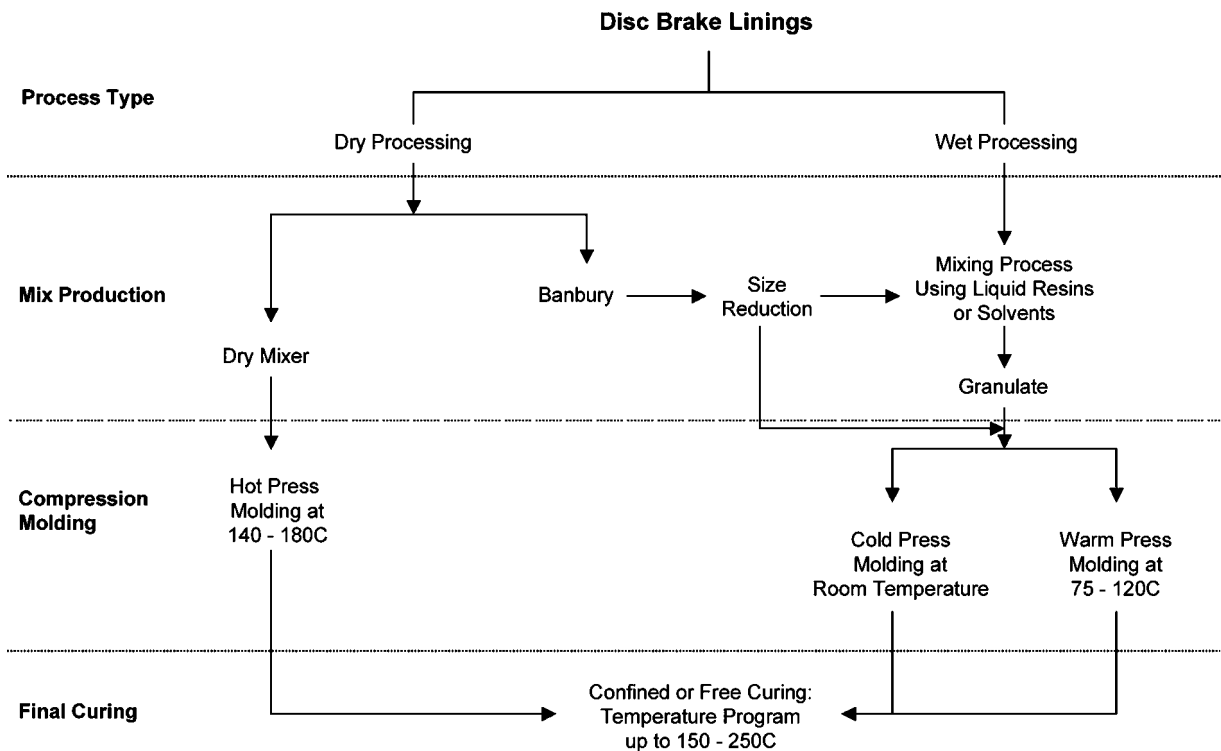 Disc Brake Linings
Process Type
Dry Processing
Wet Processing
Mix Production
Banbury
Size
Reduction
Mixing Process
Using Liquid Resins
or Solvents
Dry Mixer
Granulate
Compression
Molding
Hot Press
Molding at
140 - 180C
Cold Press
Molding at
Room Temperature
Warm Press
Molding at
75 - 120C
Final Curing
Confined or Free Curing:
Temperature Program
up to 150 - 250C